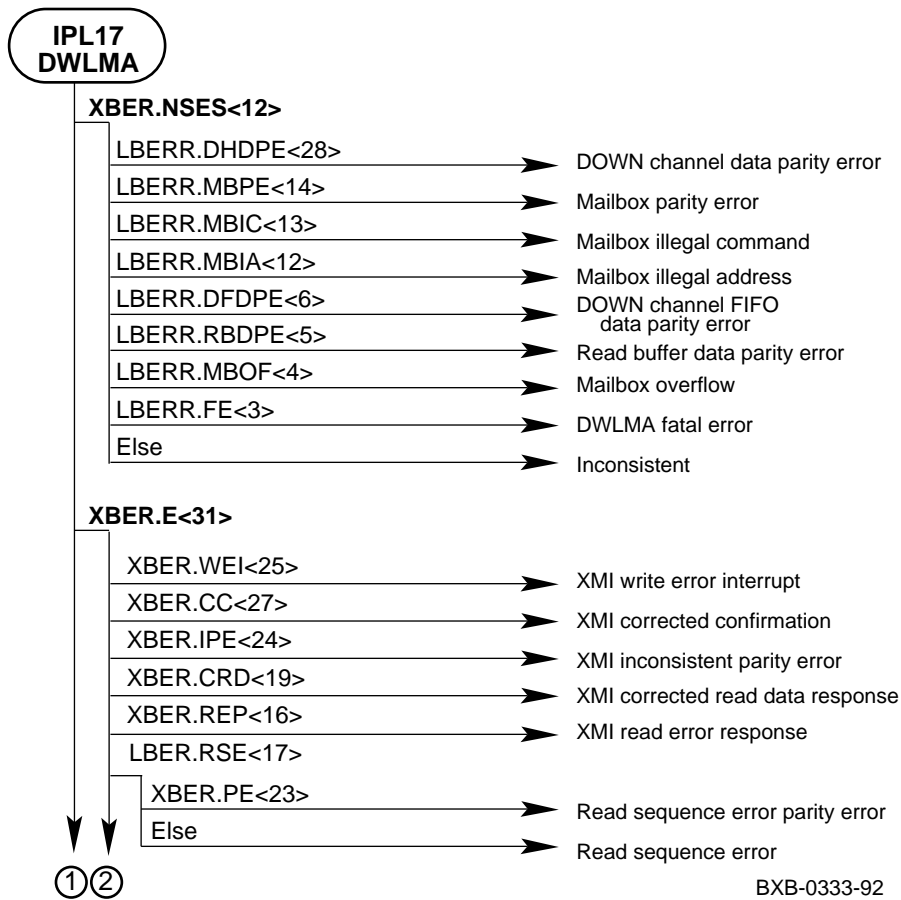 IPL17
DWLMA
XBER.NSES<12>
LBERR.DHDPE<28>
DOWN channel data parity error
LBERR.MBPE<14>
Mailbox parity error
LBERR.MBIC<13>
Mailbox illegal command
LBERR.MBIA<12>
Mailbox illegal address
LBERR.DFDPE<6>
DOWN channel FIFO
data parity error
LBERR.RBDPE<5>
Read buffer data parity error
LBERR.MBOF<4>
Mailbox overflow
LBERR.FE<3>
DWLMA fatal error
Else
Inconsistent
XBER.E<31>
XBER.WEI<25>
XMI write error interrupt
XBER.CC<27>
XMI corrected confirmation
XBER.IPE<24>
XMI inconsistent parity error
XBER.CRD<19>
XMI corrected read data response
XBER.REP<16>
XMI read error response
LBER.RSE<17>
XBER.PE<23>
Read sequence error parity error
Else
Read sequence error
1 2
BXB-0333-92